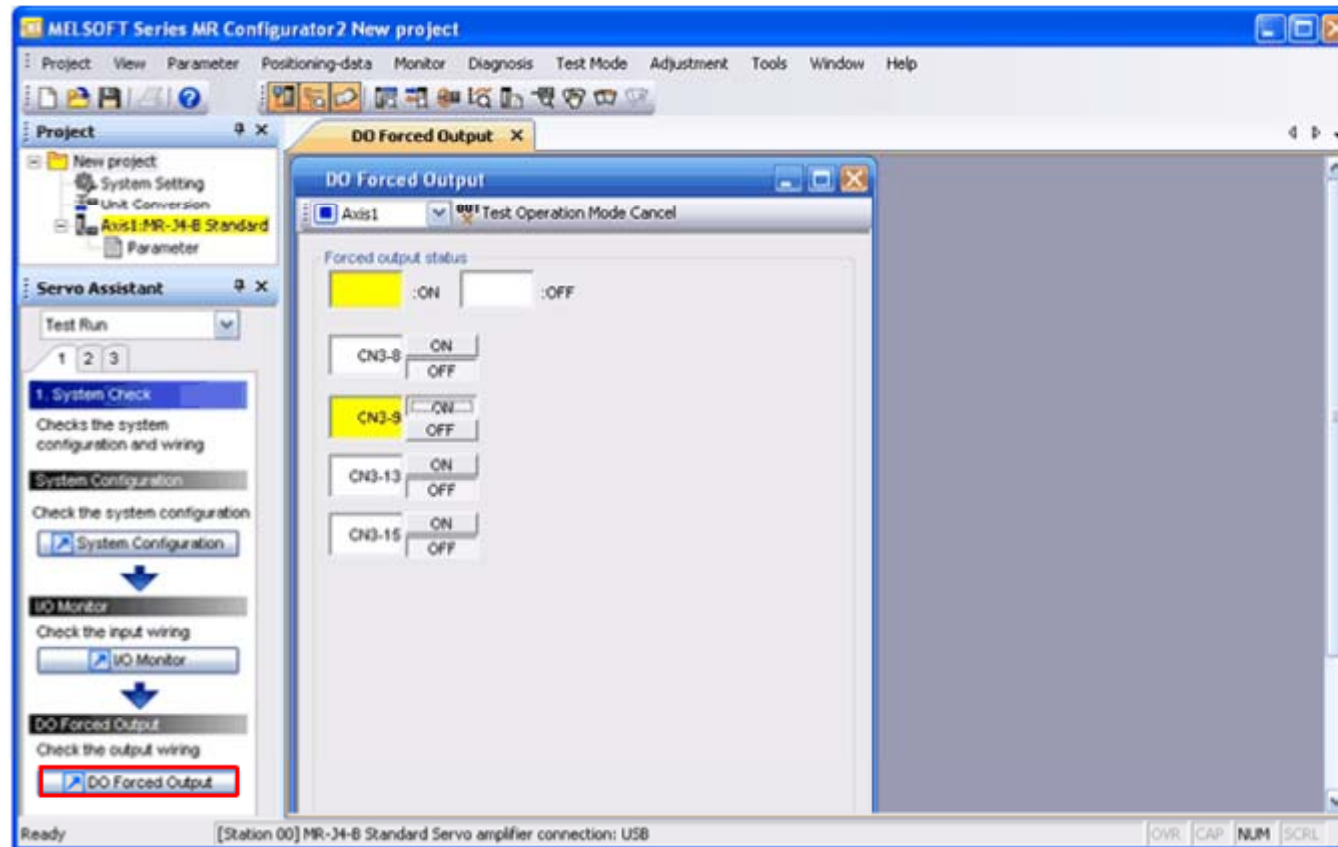 MELSOFT Series MR Configurator2 New project
Project View Parameter Positioning-data Monitor Diagnosis Test Mode Adjustment Tools Window Help
Project
New project
System Setting
Unit Conversion
Axis1:MR-J4-B Standard
Parameter
Servo Assistant
Test Run
1 2 3
1. System Check
Checks the system
configuration and wiring
System Configuration
Check the system configuration
System Configuration
I/O Monitor
Check the input wiring
I/O Monitor
DO Forced Output
Check the output wiring
DO Forced Output
DO Forced Output
DO Forced Output
Axis1 OUT Test Operation Mode Cancel
Forced output status
:ON :OFF
CN3-8 ON
OFF
CN3-9 ON
OFF
CN3-13 ON
OFF
CN3-15 ON
OFF
Ready [Station 00] MR-J4-B Standard Servo amplifier connection: USB OVR CAP NUM SCRL